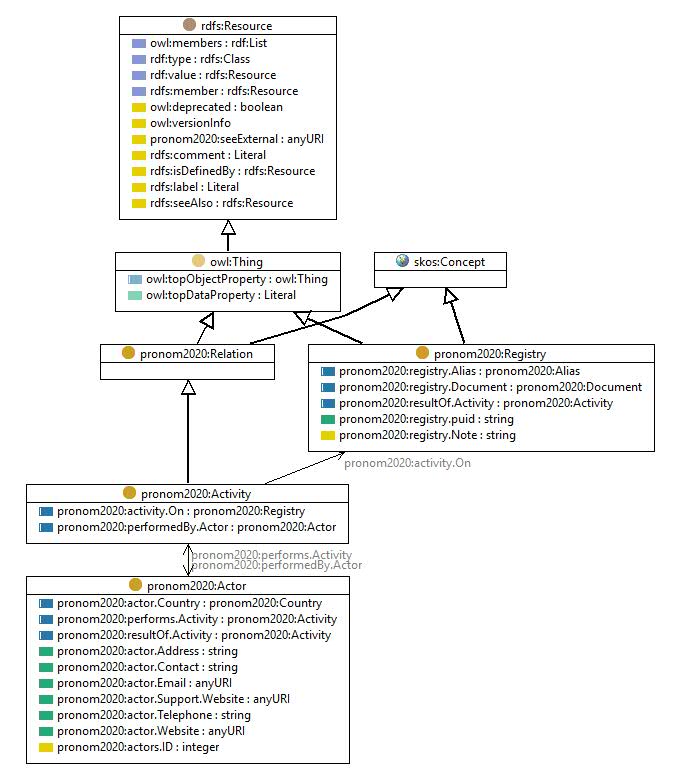 rdfs:Resource
owl:members : rdf:List
rdf:type : rdfs:Class
rdf:value : rdfs:Resource
rdfs:member : rdfs:Resource
owl:deprecated : boolean
owl:versionInfo
pronom2020:seeExternal : anyURI
rdfs:comment : Literal
rdfs:isDefinedBy : rdfs:Resource
rdfs:label : Literal
rdfs:seeAlso : rdfs:Resource
owl:Thing
owl:topObjectProperty : owl:Thing
owl:topDataProperty : Literal
skos:Concept
pronom2020:Relation
pronom2020:Registry
pronom2020:registry.Alias : pronom2020:Alias
pronom2020:registry.Document : pronom2020:Document
pronom2020:resultOf.Activity : pronom2020:Activity
pronom2020:registry.puid : string
pronom2020:registry.Note : string
pronom2020:activity.On
pronom2020:Activity
pronom2020:activity.On : pronom2020:Registry
pronom2020:performedBy.Actor : pronom2020:Actor
pronom2020:performs.Activity
pronom2020:performedBy.Actor
pronom2020:Actor
pronom2020:actor.Country : pronom2020:Country
pronom2020:performs.Activity : pronom2020:Activity
pronom2020:resultOf.Activity : pronom2020:Activity
pronom2020:actor.Address : string
pronom2020:actor.Contact : string
pronom2020:actor.Email : anyURI
pronom2020:actor.Support.Website : anyURI
pronom2020:actor.Telephone : string
pronom2020:actor.Website : anyURI
pronom2020:actors.ID : integer